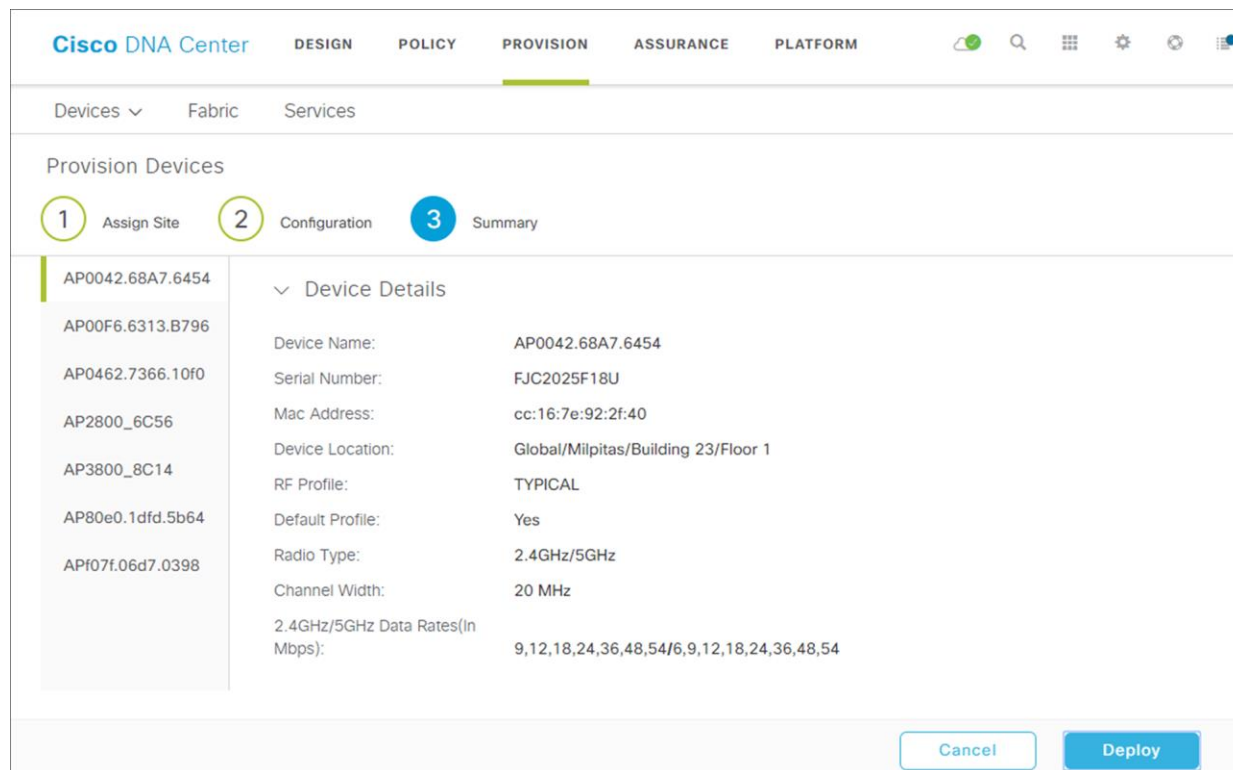 Cisco DNA Center DESIGN POLICY PROVISION ASSURANCE PLATFORM
Devices Fabric Services
Provision Devices
1 Assign Site 2 Configuration 3 Summary
AP0042.68A7.6454
AP00F6.6313.B796
AP0462.7366.10f0
AP2800_6C56
AP3800_8C14
AP80e0.1dfd.5b64
APf07f.06d7.0398
Device Details
Device Name: AP0042.68A7.6454
Serial Number: FJC2025F18U
Mac Address: cc:16:7e:92:2f:40
Device Location: Global/Milpitas/Building 23/Floor 1
RF Profile: TYPICAL
Default Profile: Yes
Radio Type: 2.4GHz/5GHz
Channel Width: 20 MHz
2.4GHz/5GHz Data Rates(In
Mbps): 9,12,18,24,36,48,54/6,9,12,18,24,36,48,54
Cancel Deploy